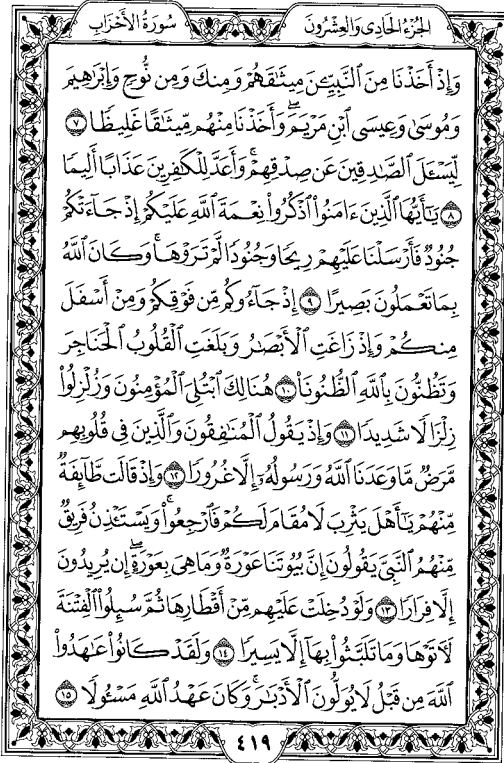 الجزء الحادي والعشرون
سورة الأحزاب
وَإِذْ أَخَذْنَا مِنَ ٱلنَّبِيِّـۧنَ مِيثَـٰقَهُمْ وَمِنكَ وَمِن نُّوحٍ وَإِبْرَٰهِيمَ
وَمُوسَىٰ وَعِيسَى ٱبْنِ مَرْيَمَ ۖ وَأَخَذْنَا مِنْهُم مِّيثَـٰقًا غَلِيظًا ٧
لِّيَسْـَٔلَ ٱلصَّـٰدِقِينَ عَن صِدْقِهِمْ ۚ وَأَعَدَّ لِلْكَـٰفِرِينَ عَذَابًا أَلِيمًا
٨ يَـٰٓأَيُّهَا ٱلَّذِينَ ءَامَنُوا۟ ٱذْكُرُوا۟ نِعْمَةَ ٱللَّهِ عَلَيْكُمْ إِذْ جَآءَتْكُمْ
جُنُودٌ فَأَرْسَلْنَا عَلَيْهِمْ رِيحًا وَجُنُودًا لَّمْ تَرَوْهَا ۚ وَكَانَ ٱللَّهُ
بِمَا تَعْمَلُونَ بَصِيرًا ٩ إِذْ جَآءُوكُم مِّن فَوْقِكُمْ وَمِنْ أَسْفَلَ
مِنكُمْ وَإِذْ زَاغَتِ ٱلْأَبْصَـٰرُ وَبَلَغَتِ ٱلْقُلُوبُ ٱلْحَنَاجِرَ
وَتَظُنُّونَ بِٱللَّهِ ٱلظُّنُونَا۠ ١٠ هُنَالِكَ ٱبْتُلِىَ ٱلْمُؤْمِنُونَ وَزُلْزِلُوا۟
زِلْزَالًا شَدِيدًا ١١ وَإِذْ يَقُولُ ٱلْمُنَـٰفِقُونَ وَٱلَّذِينَ فِى قُلُوبِهِم
مَّرَضٌ مَّا وَعَدَنَا ٱللَّهُ وَرَسُولُهُۥٓ إِلَّا غُرُورًا ١٢ وَإِذْ قَالَت طَّآئِفَةٌ
مِّنْهُمْ يَـٰٓأَهْلَ يَثْرِبَ لَا مُقَامَ لَكُمْ فَٱرْجِعُوا۟ ۚ وَيَسْتَـْٔذِنُ فَرِيقٌ
مِّنْهُمُ ٱلنَّبِىَّ يَقُولُونَ إِنَّ بُيُوتَنَا عَوْرَةٌ وَمَا هِىَ بِعَوْرَةٍ ۖ إِن يُرِيدُونَ
إِلَّا فِرَارًا ١٣ وَلَوْ دُخِلَتْ عَلَيْهِم مِّنْ أَقْطَارِهَا ثُمَّ سُئِلُوا۟ ٱلْفِتْنَةَ
لَـَٔاتَوْهَا وَمَا تَلَبَّثُوا۟ بِهَآ إِلَّا يَسِيرًا ١٤ وَلَقَدْ كَانُوا۟ عَـٰهَدُوا۟
ٱللَّهَ مِن قَبْلُ لَا يُوَلُّونَ ٱلْأَدْبَـٰرَ ۚ وَكَانَ عَهْدُ ٱللَّهِ مَسْـُٔولًا ١٥
٤١٩